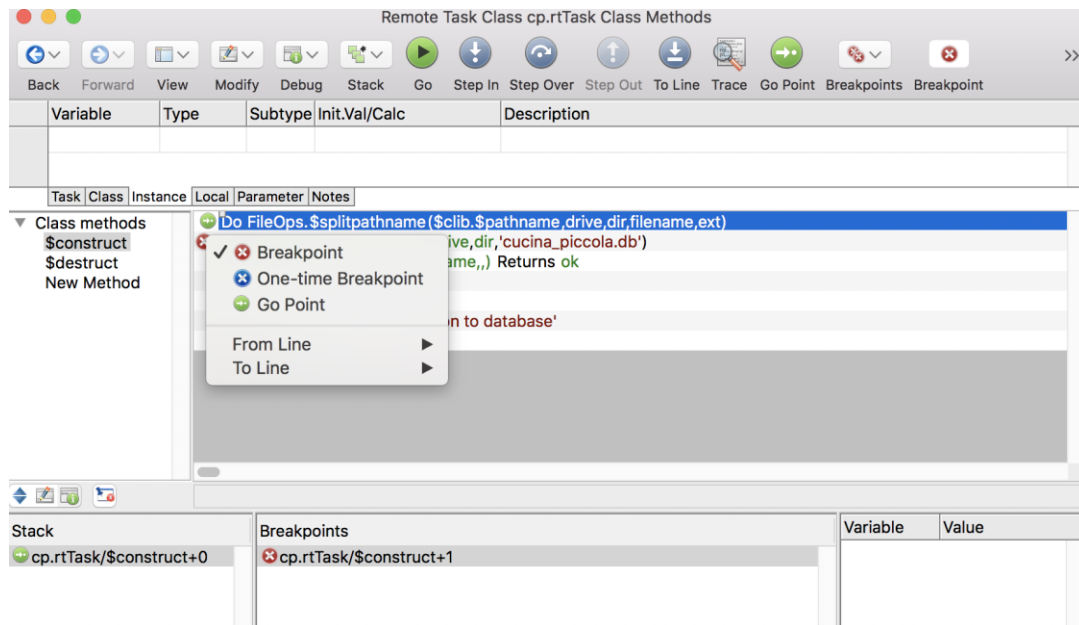 Remote Task Class cp.rtTask Class Methods
Back Forward View Modify Debug Stack Go Step In Step Over Step Out To Line Trace Go Point Breakpoints Breakpoint
Variable Type Subtype Init.Val/Calc Description
Task Class Instance Local Parameter Notes
Class methods
$construct
$destruct
New Method
Do FileOps.$splitpathname($clib.$pathname,drive,dir,filename,ext)
ive,dir,'cucina_piccola.db')
ame,,) Returns ok
on to database'
✓ Breakpoint
One-time Breakpoint
Go Point
From Line
To Line
Stack
cp.rtTask/$construct+0
Breakpoints
cp.rtTask/$construct+1
Variable Value